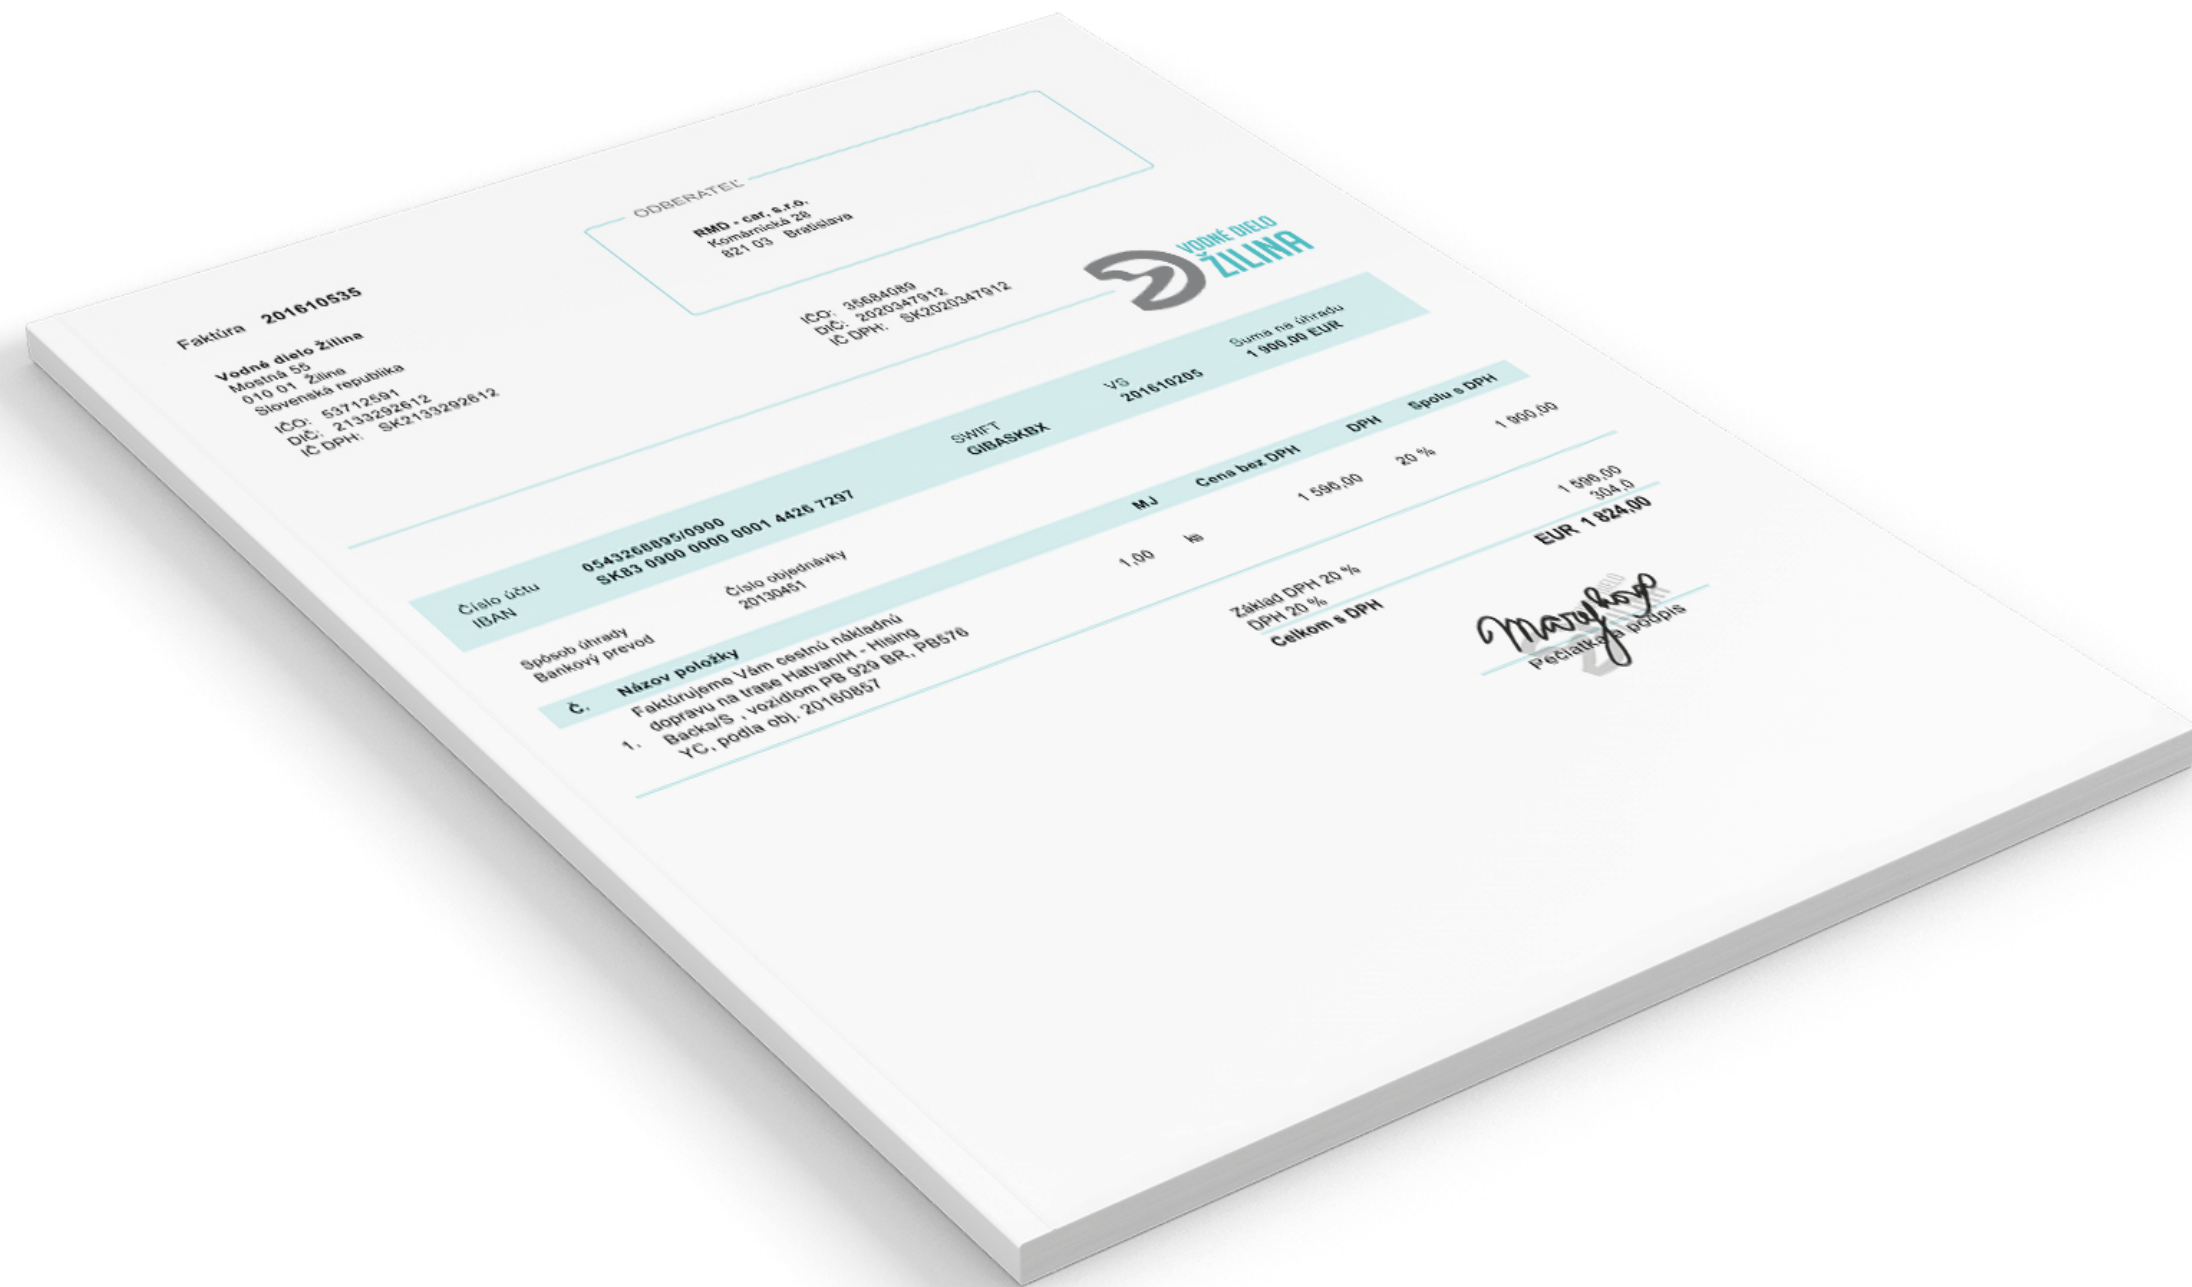 ODBERATEĽ
RMD - car, s.r.o.
Komárnická 28
821 03 Bratislava
IČO: 35684089
DIČ: 2020347912
IČ DPH: SK2020347912
VODNÉ DIELO
ŽILINA
Faktúra 201610535
Vodné dielo Žilina
Mostná 55
010 01 Žilina
Slovenská republika
IČO: 53712591
DIČ: 2133292612
IČ DPH: SK2133292612
Číslo účtu 0543268895/0900 SWIFT VS Suma na úhradu
IBAN SK83 0900 0000 0001 4426 7297 GIBASKBX 201610205 1 900,00 EUR
Spôsob úhrady Číslo objednávky
Bankový prevod 20130451
Č. Názov položky MJ Cena bez DPH DPH Spolu s DPH
Faktúrujeme Vám cestnú nákladnú
dopravu na trase Hatvan/H - Hising
1. Backa/S , vozidlom PB 929 BR, PB576 1,00 ks 1 596,00 20 % 1 900,00
YC, podla obj. 20160857
Základ DPH 20 % 1 596,00
DPH 20 % 304,0
Celkom s DPH EUR 1 824,00
Pečiatka a podpis